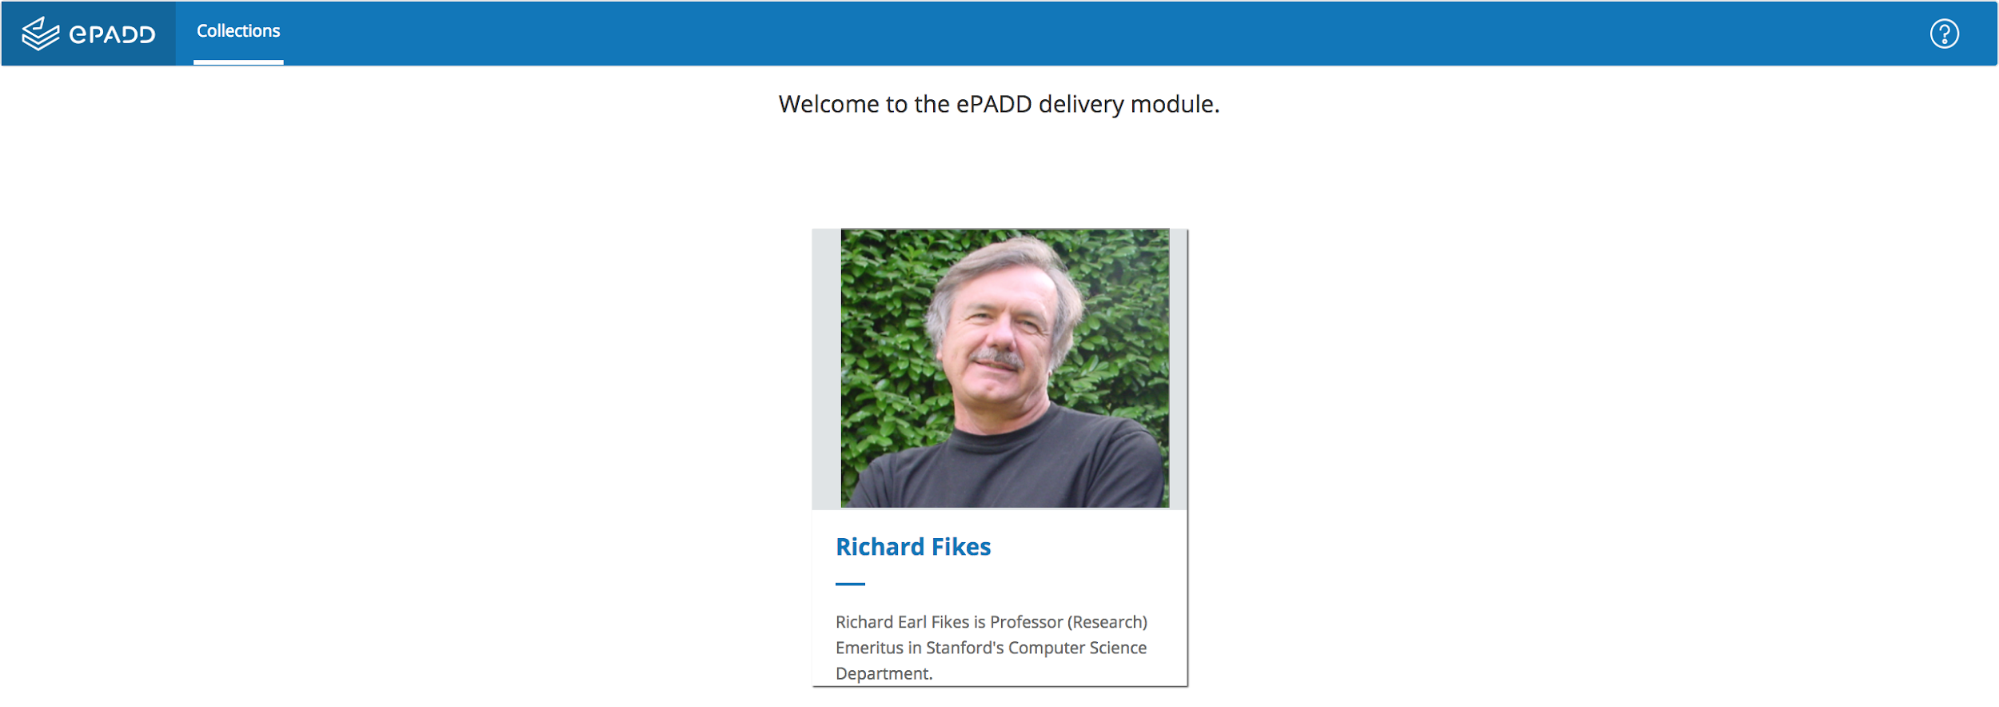 ePADD
Collections
?
Welcome to the ePADD delivery module.
Richard Fikes
Richard Earl Fikes is Professor (Research)
Emeritus in Stanford's Computer Science
Department.